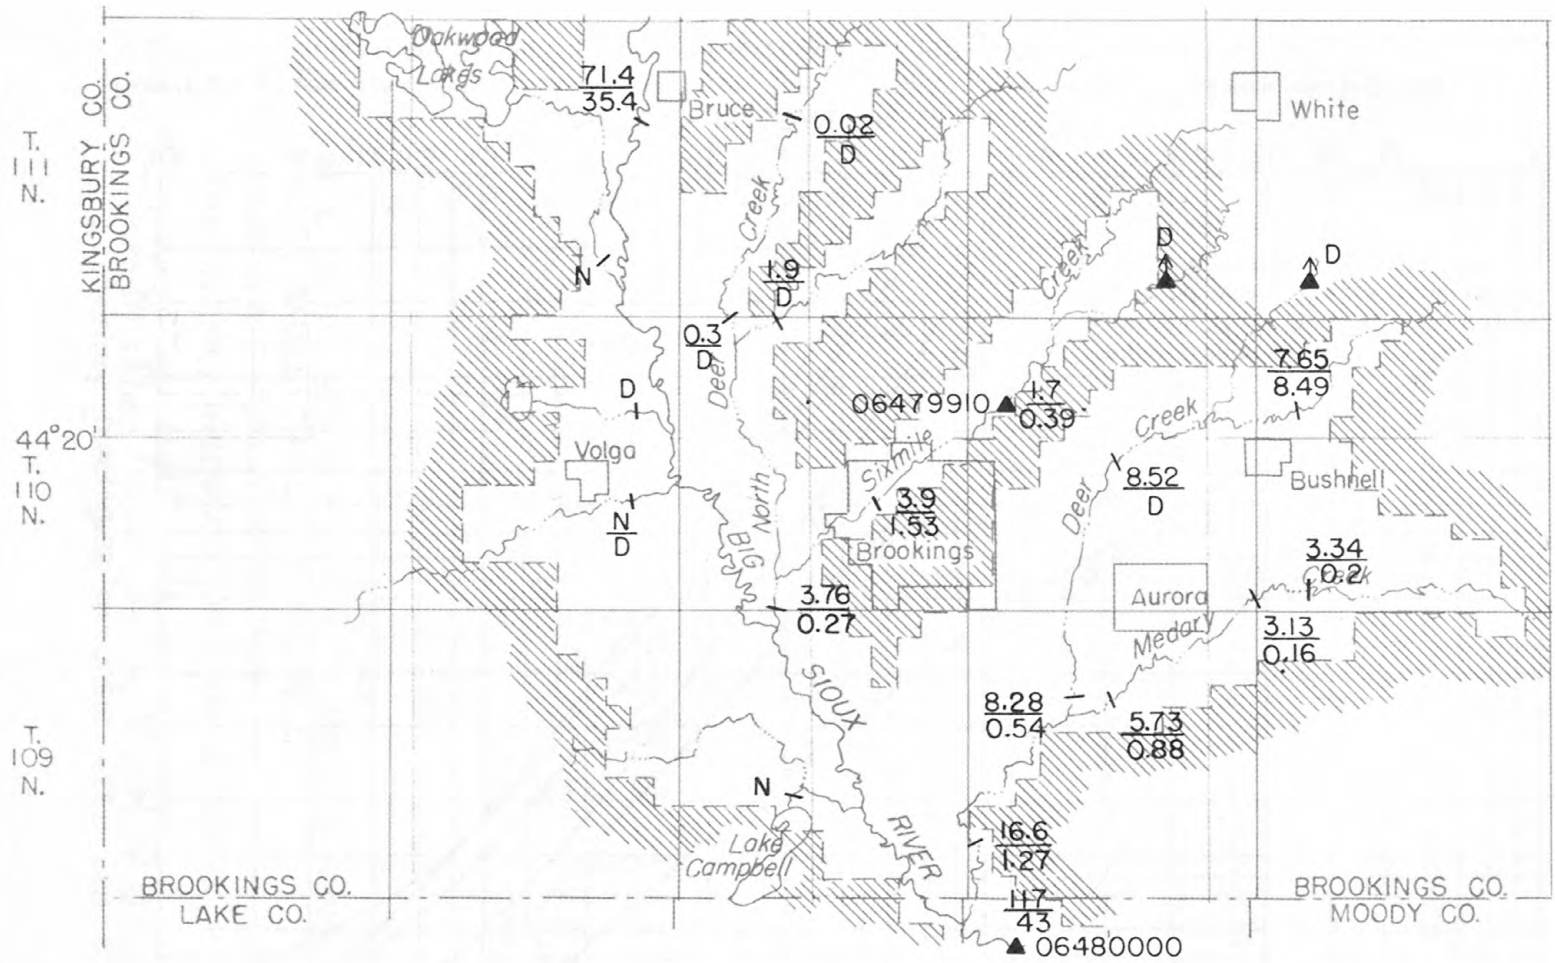 Oakwood
Lakes
71.4
35.4
Bruce
White
0.02
D
T.
111
N.
KINGSBURY CO.
BROOKINGS CO.
Creek
Creek
D
D
N
1.9
D
0.3
D
Deer
7.65
8.49
D
06479910
1.7
0.39
Creek
44°20'
Volga
Sixmile
T.
110
N.
Bushnell
8.52
D
Deer
North
3.9
1.53
N
D
BIG
Brookings
3.34
0.2
Creek
Aurora
3.76
0.27
Medary
3.13
0.16
SIOUX
8.28
0.54
5.73
0.88
T.
109
N.
N
RIVER
16.6
1.27
Lake
Campbell
BROOKINGS CO.
LAKE CO.
117
43
BROOKINGS CO.
MOODY CO.
06480000